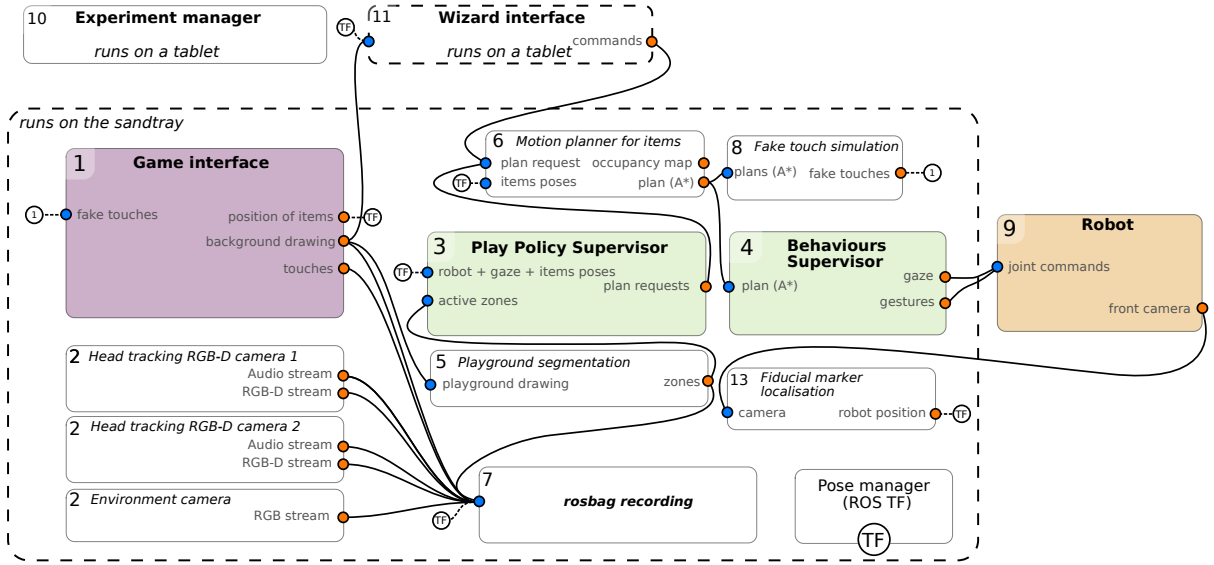 10 Experiment manager
runs on a tablet
TF
11 Wizard interface
runs on a tablet
commands
runs on the sandtray
1 Game interface
1
fake touches
position of items
TF
background drawing
touches
2 Head tracking RGB-D camera 1
Audio stream
RGB-D stream
2 Head tracking RGB-D camera 2
Audio stream
RGB-D stream
2 Environment camera
RGB stream
6 Motion planner for items
plan request
occupancy map
TF
items poses
plan (A*)
8 Fake touch simulation
plans (A*)
fake touches
1
3 Play Policy Supervisor
TF
robot + gaze + items poses
plan requests
active zones
4 Behaviours
Supervisor
gaze
plan (A*)
gestures
9 Robot
joint commands
front camera
5 Playground segmentation
playground drawing
zones
13 Fiducial marker
localisation
camera
robot position
TF
7
rosbag recording
TF
Pose manager
(ROS TF)
TF